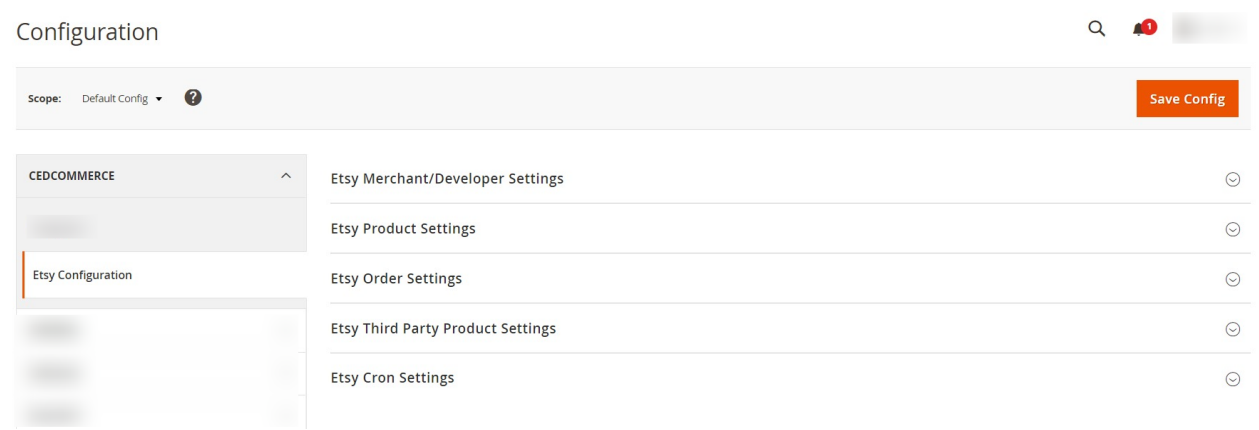 Configuration
1
Scope: Default Config ?
Save Config
CEDCOMMERCE
Etsy Configuration
Etsy Merchant/Developer Settings
Etsy Product Settings
Etsy Order Settings
Etsy Third Party Product Settings
Etsy Cron Settings